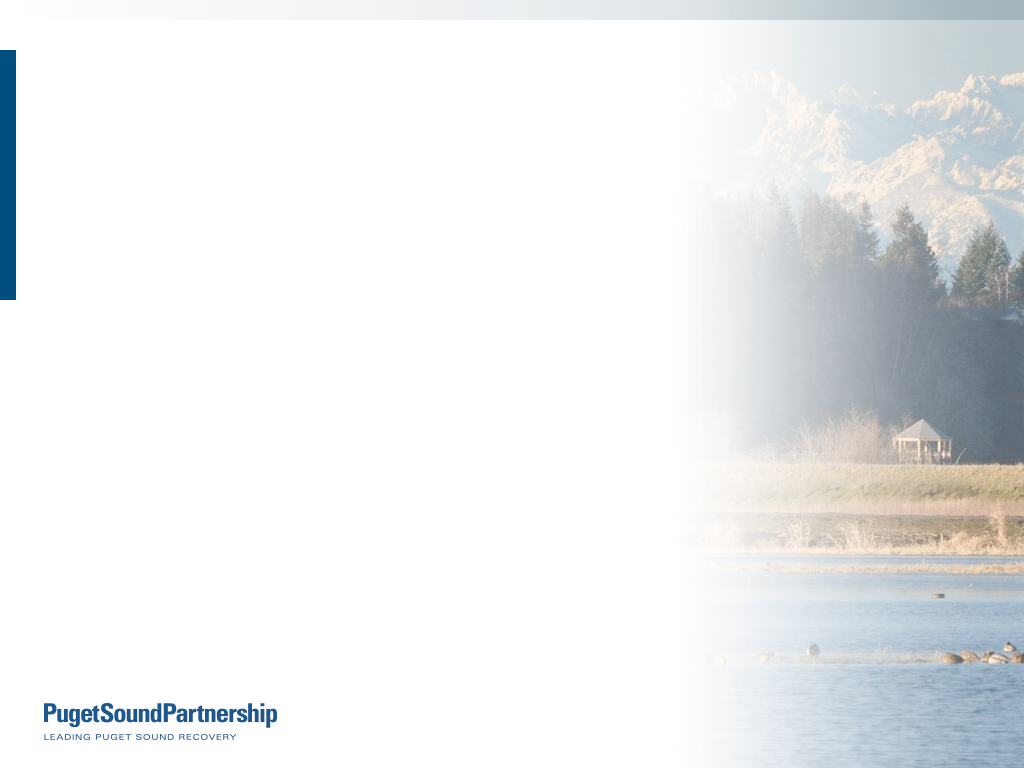 PugetSoundPartnership
LEADING PUGET SOUND RECOVERY